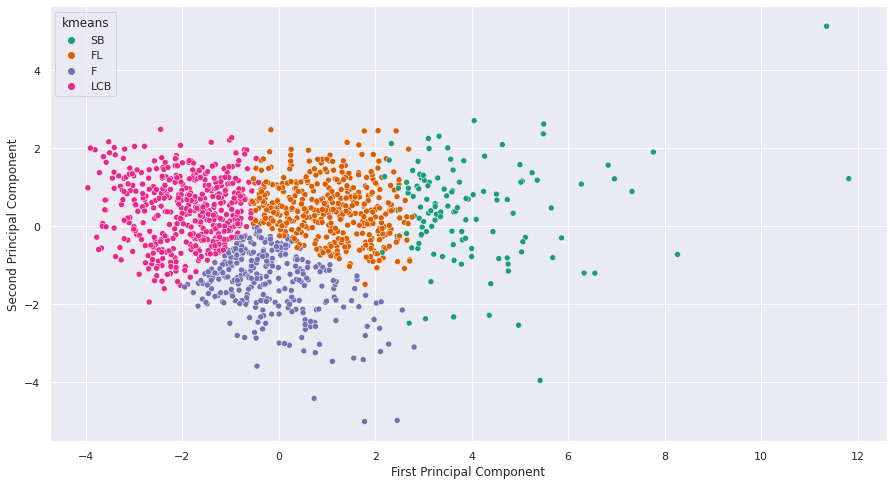 kmeans
SB
FL
F
LCB
4
2
0
−2
−4
Second Principal Component
−4 −2 0 2 4 6 8 10 12
First Principal Component